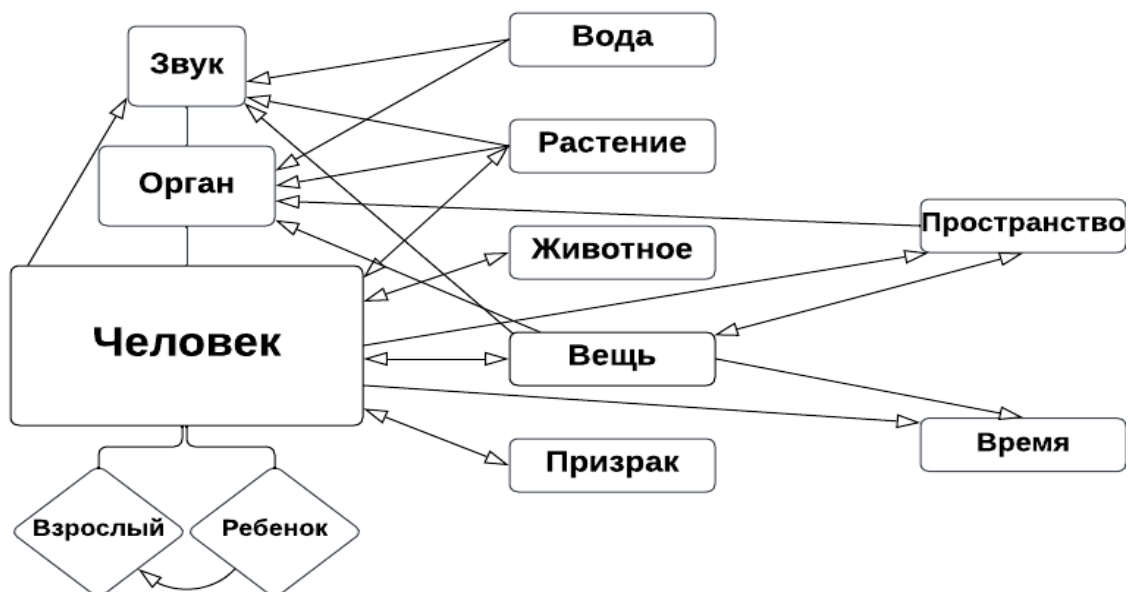 Звук
Вода
Орган
Растение
Пространство
Животное
Человек
Вещь
Время
Призрак
Взрослый
Ребенок